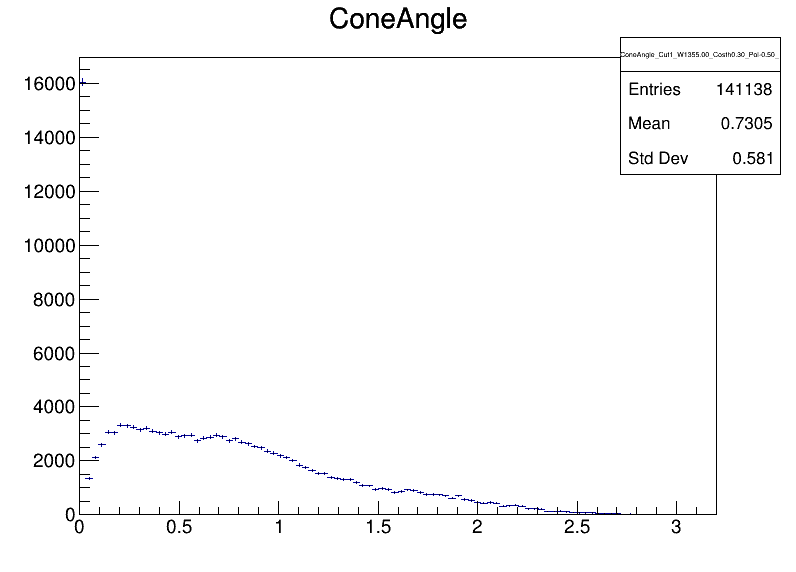 ConeAngle
ConeAngle_Cut1_W1355.00_Costh0.30_Pol-0.50_
Entries 141138
Mean 0.7305
Std Dev 0.581
16000
14000
12000
10000
8000
6000
4000
2000
0
0 0.5 1 1.5 2 2.5 3